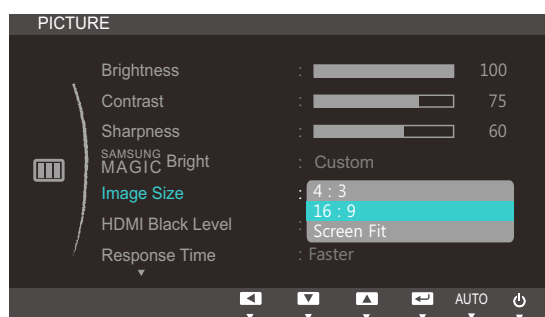 PICTURE
Brightness : 100
Contrast : 75
Sharpness : 60
SAMSUNG MAGIC Bright : Custom
Image Size : 4 : 3
16 : 9
HDMI Black Level : Screen Fit
Response Time : Faster
AUTO